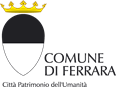 COMUNE
DI FERRARA
Città Patrimonio dell'Umanità